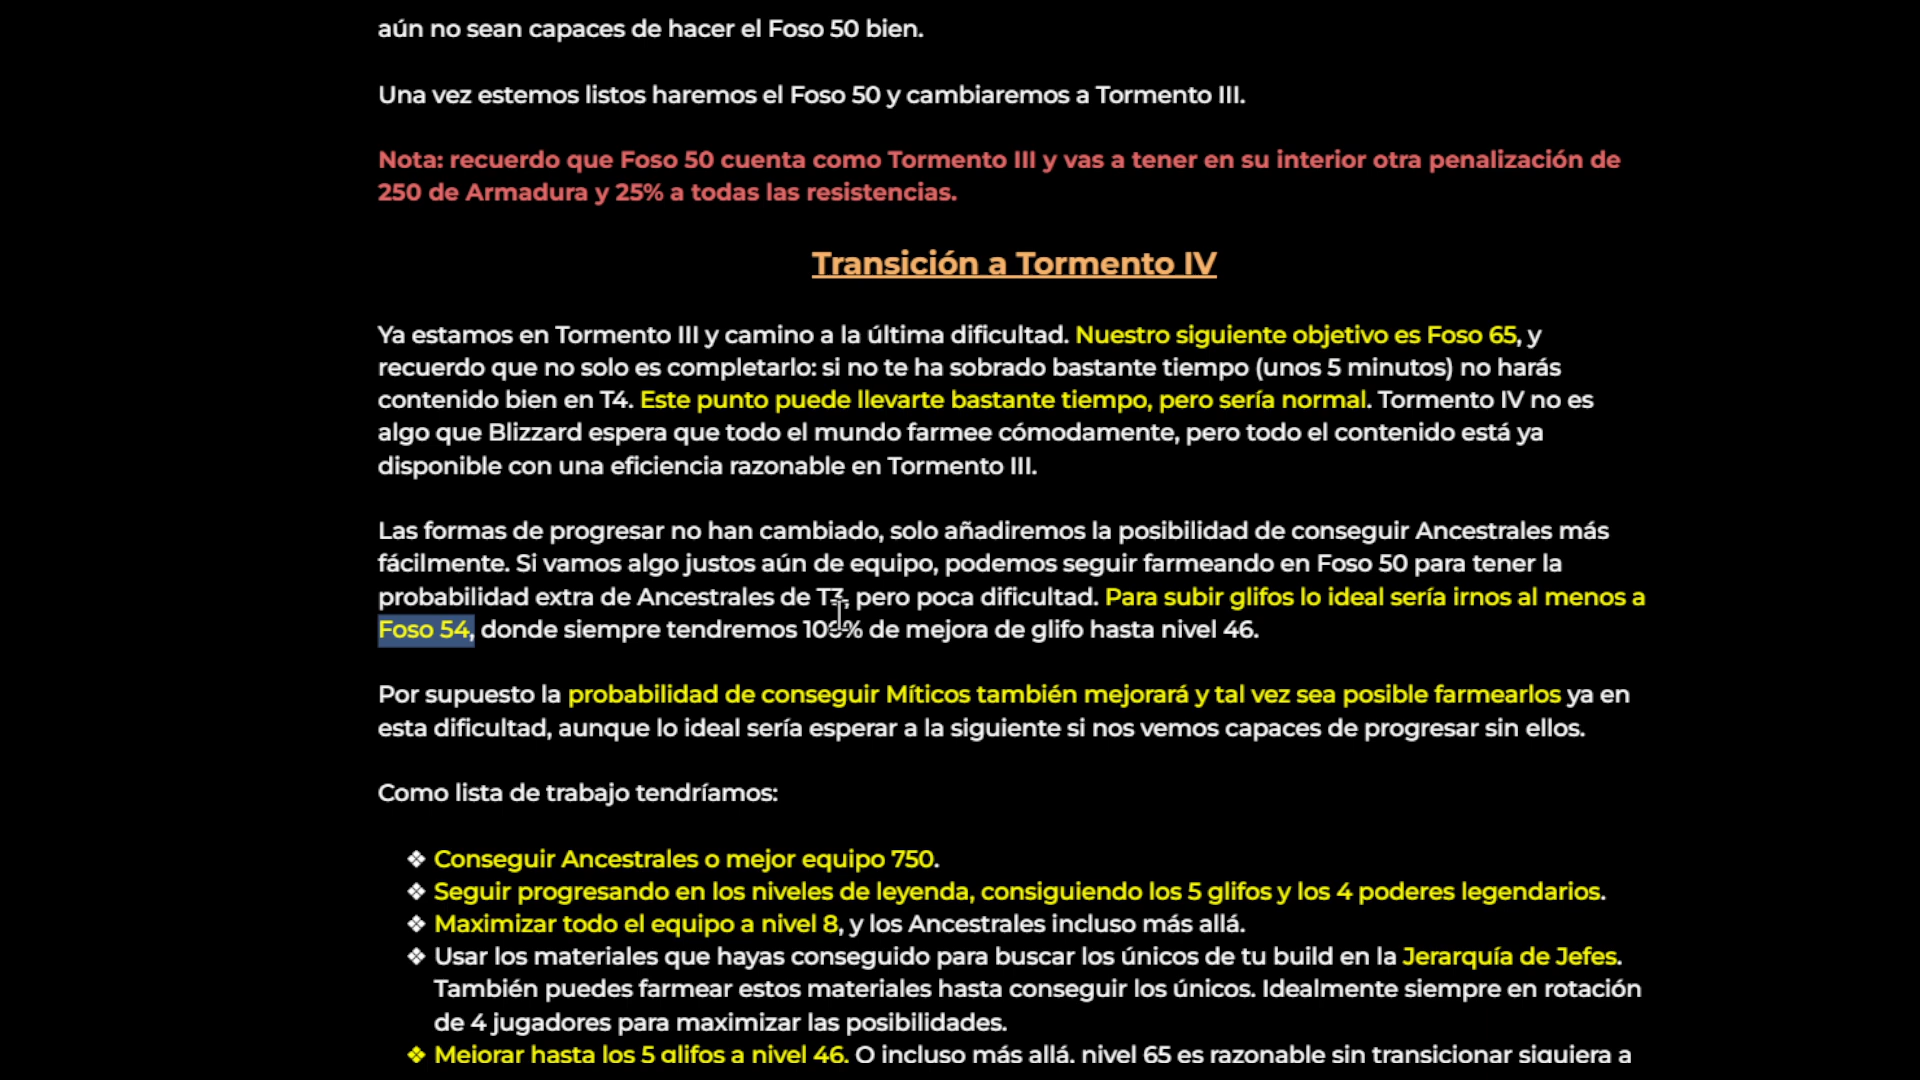 aún no sean capaces de hacer el Foso 50 bien.
Una vez estemos listos haremos el Foso 50 y cambiaremos a Tormento III.
Nota: recuerdo que Foso 50 cuenta como Tormento III y vas a tener en su interior otra penalización de
250 de Armadura y 25% a todas las resistencias.
Transición a Tormento IV
Ya estamos en Tormento III y camino a la última dificultad. Nuestro siguiente objetivo es Foso 65, y
recuerdo que no solo es completarlo: si no te ha sobrado bastante tiempo (unos 5 minutos) no harás
contenido bien en T4. Este punto puede llevarte bastante tiempo, pero sería normal. Tormento IV no es
algo que Blizzard espera que todo el mundo farmee cómodamente, pero todo el contenido está ya
disponible con una eficiencia razonable en Tormento III.
Las formas de progresar no han cambiado, solo añadiremos la posibilidad de conseguir Ancestrales más
fácilmente. Si vamos algo justos aún de equipo, podemos seguir farmeando en Foso 50 para tener la
probabilidad extra de Ancestrales de T3, pero poca dificultad. Para subir glifos lo ideal sería irnos al menos a
Foso 54, donde siempre tendremos 100% de mejora de glifo hasta nivel 46.
Por supuesto la probabilidad de conseguir Míticos también mejorará y tal vez sea posible farmearlos ya en
esta dificultad, aunque lo ideal sería esperar a la siguiente si nos vemos capaces de progresar sin ellos.
Como lista de trabajo tendríamos:
❖ Conseguir Ancestrales o mejor equipo 750.
❖ Seguir progresando en los niveles de leyenda, consiguiendo los 5 glifos y los 4 poderes legendarios.
❖ Maximizar todo el equipo a nivel 8, y los Ancestrales incluso más allá.
❖ Usar los materiales que hayas conseguido para buscar los únicos de tu build en la Jerarquía de Jefes.
También puedes farmear estos materiales hasta conseguir los únicos. Idealmente siempre en rotación
de 4 jugadores para maximizar las posibilidades.
❖ Mejorar hasta los 5 glifos a nivel 46. O incluso más allá, nivel 65 es razonable sin transicionar siquiera a